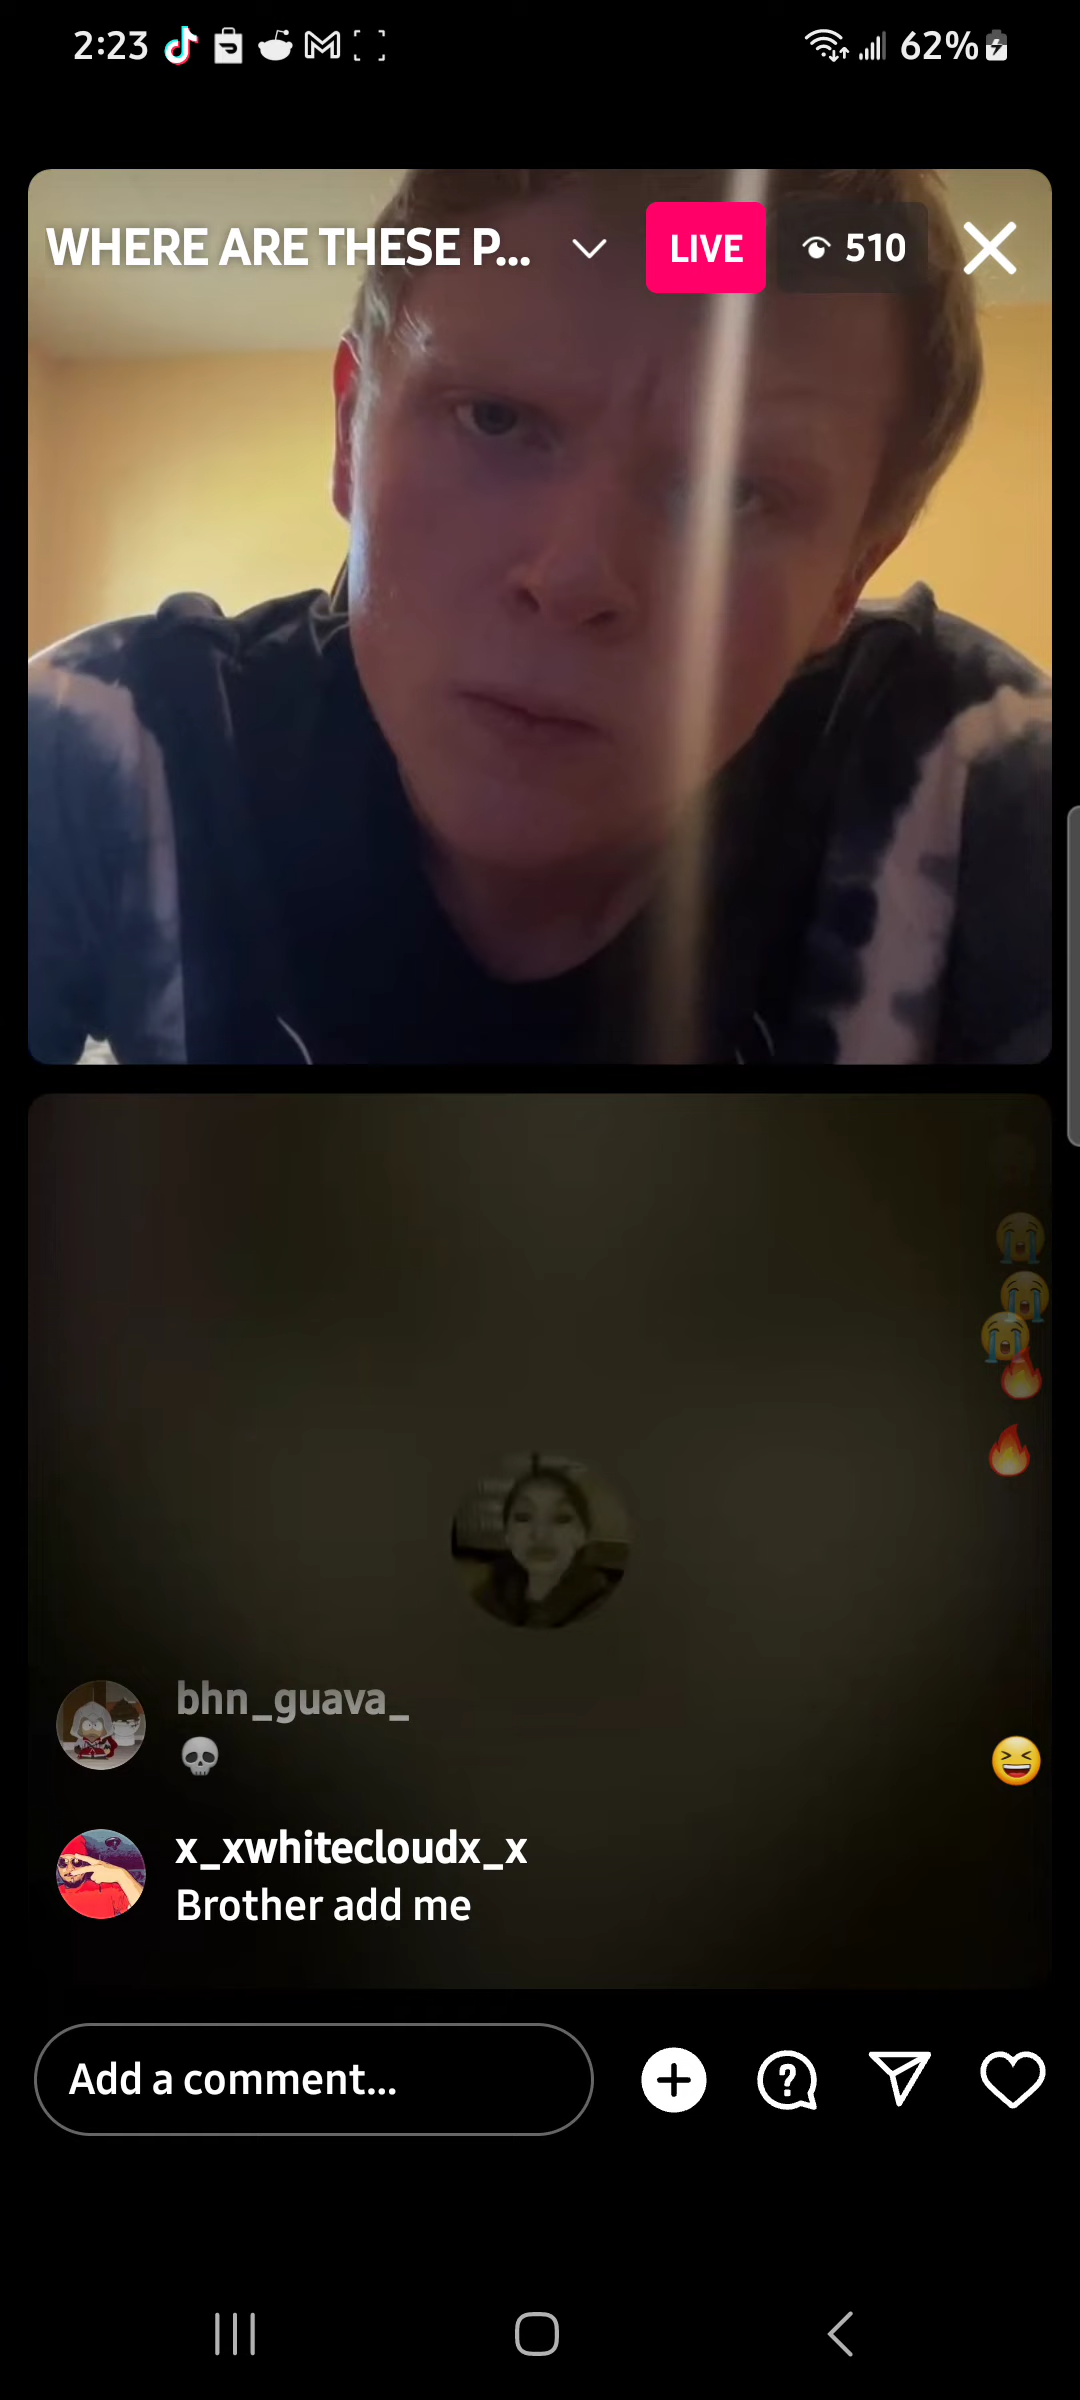 2:23
62%
WHERE ARE THESE P...
LIVE
510
bhn_guava_
💀
x_xwhitecloudx_x
Brother add me
Add a comment...